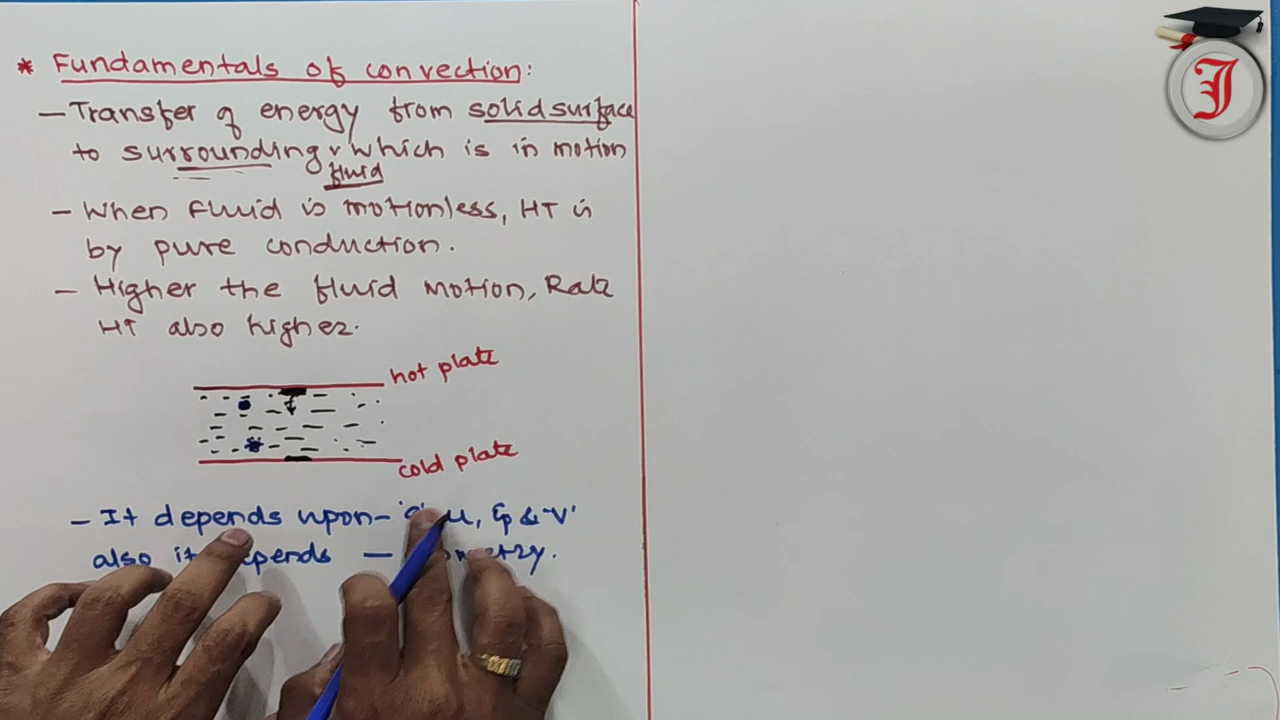 * Fundamentals of convection:
– Transfer of energy from solid surface
to surrounding ˅ which is in motion
fluid
– When Fluid is motionless, HT is
by pure conduction.
– Higher the fluid motion, Rate
HT also higher.
hot plate
cold plate
– It depends upon – μ, Cp & 'V'
also it –
J